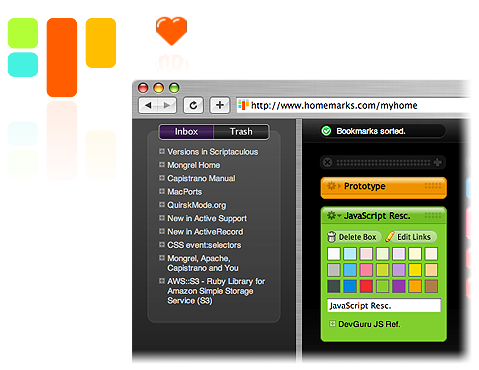 http://www.homemarks.com/myhome
Inbox
Trash
Versions in Scriptaculous
Mongrel Home
Capistrano Manual
MacPorts
QuirskMode.org
New in Active Support
New in ActiveRecord
CSS event:selectors
Mongrel, Apache,
Capistrano and You
AWS::S3 - Ruby Library for
Amazon Simple Storage
Service (S3)
Bookmarks sorted.
Prototype
JavaScript Resc.
Delete Box
Edit Links
JavaScript Resc.
DevGuru JS Ref.